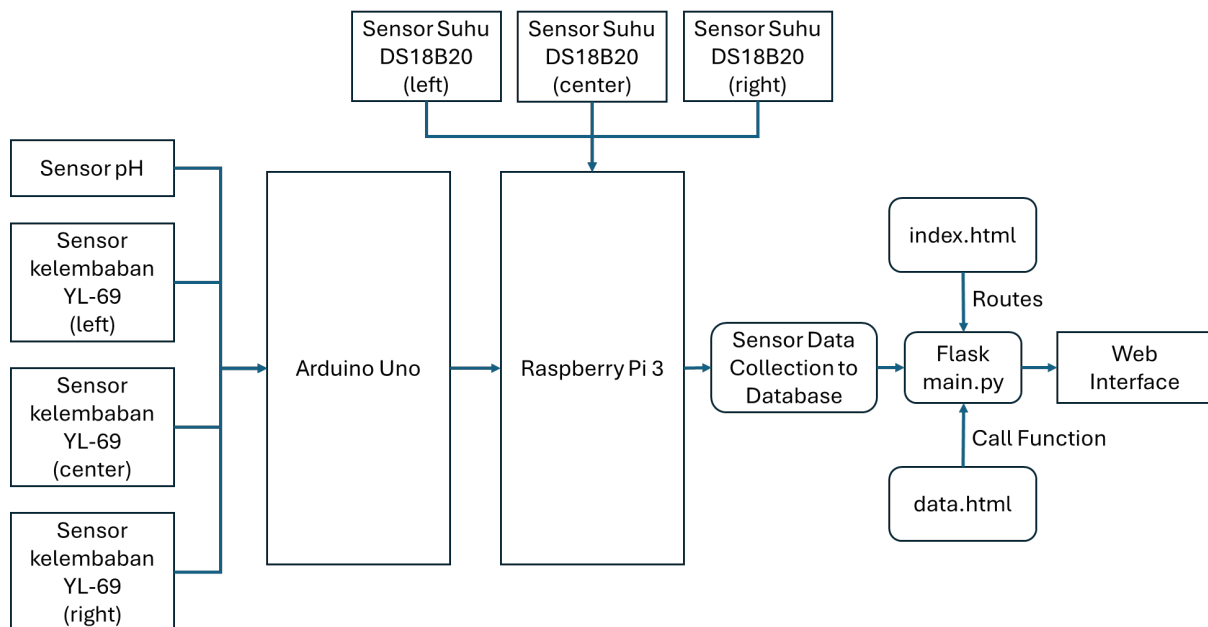 Sensor Suhu
DS18B20
(left)
Sensor Suhu
DS18B20
(center)
Sensor Suhu
DS18B20
(right)
Sensor pH
Sensor
kelembaban
YL-69
(left)
Sensor
kelembaban
YL-69
(center)
Sensor
kelembaban
YL-69
(right)
Arduino Uno
Raspberry Pi 3
Sensor Data
Collection to
Database
index.html
Routes
Flask
main.py
Call Function
data.html
Web
Interface